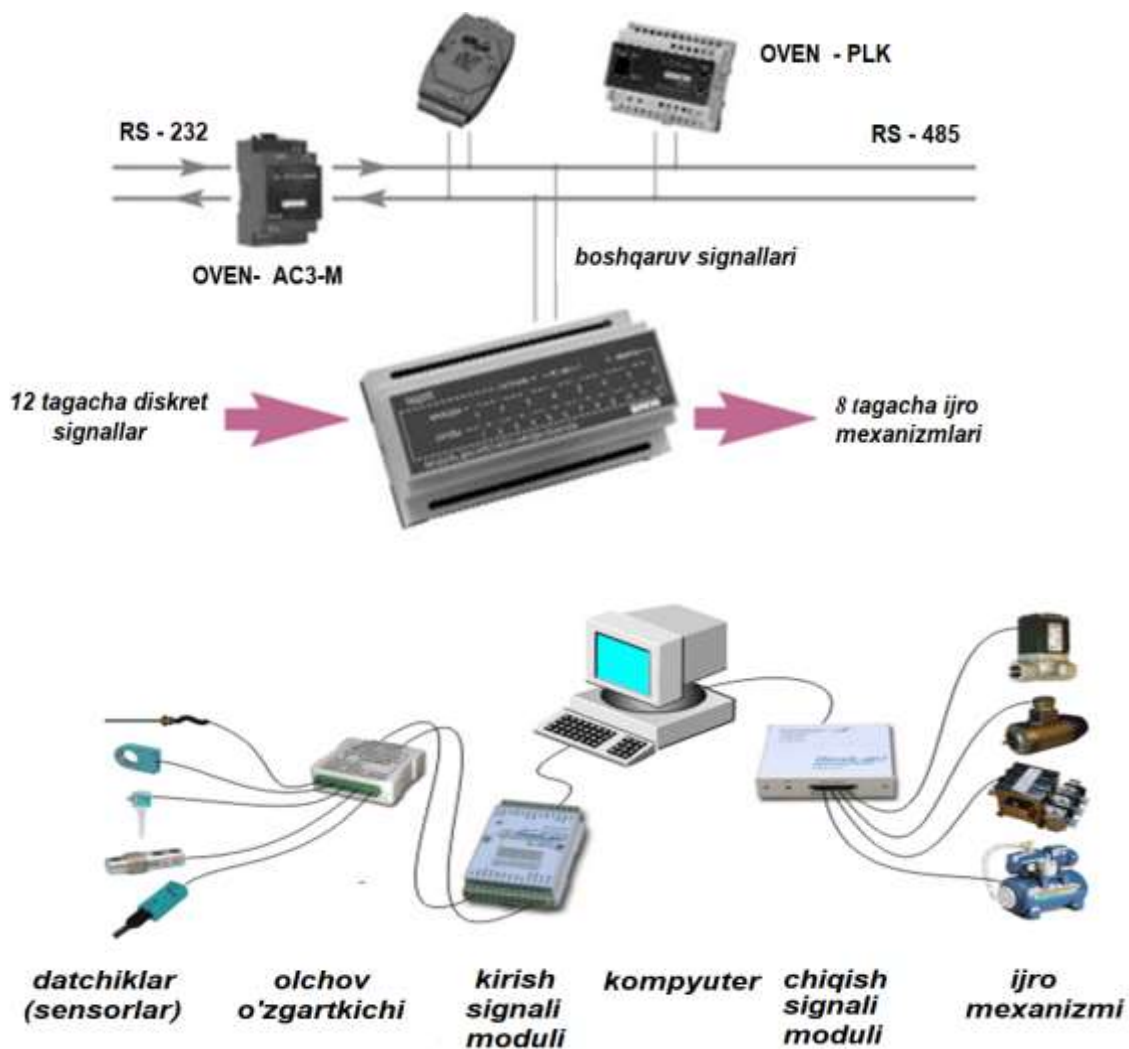 OVEN - PLK
RS - 232
RS - 485
OVEN- AC3-M
boshqaruv signallari
12 tagacha diskret
signallar
8 tagacha ijro
mexanizmlari
datchiklar
(sensorlar)
olchov
o'zgartkichi
kirish
signali
moduli
kompyuter
chiqish
signali
moduli
ijro
mexanizmi